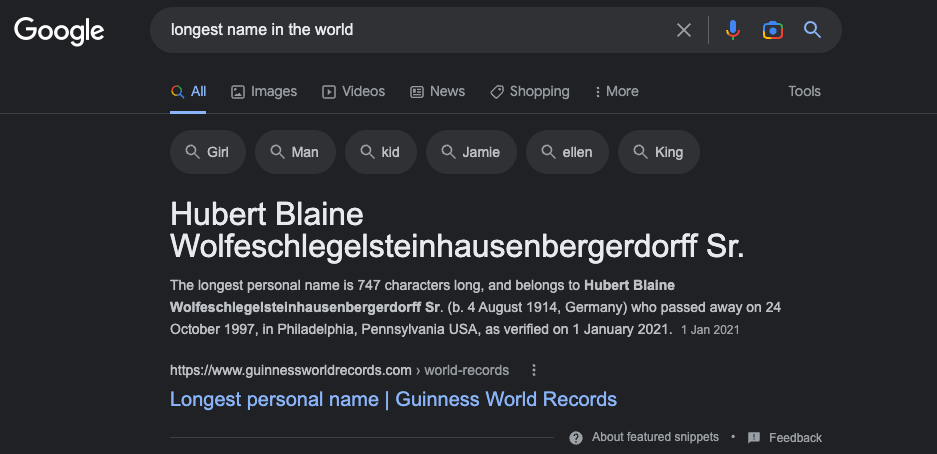 Google
longest name in the world
All Images Videos News Shopping More Tools
Girl Man kid Jamie ellen King
Hubert Blaine
Wolfeschlegelsteinhausenbergerdorff Sr.
The longest personal name is 747 characters long, and belongs to Hubert Blaine
Wolfeschlegelsteinhausenbergerdorff Sr. (b. 4 August 1914, Germany) who passed away on 24
October 1997, in Philadelphia, Pennsylvania USA, as verified on 1 January 2021. 1 Jan 2021
https://www.guinnessworldrecords.com › world-records
Longest personal name | Guinness World Records
About featured snippets • Feedback